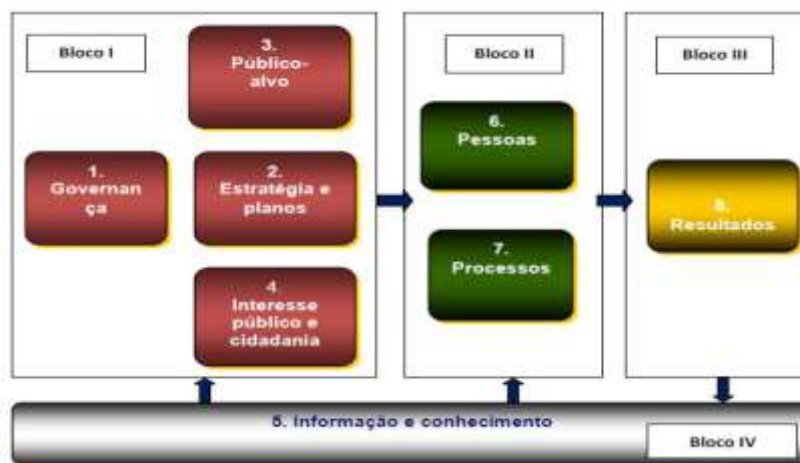 Bloco I
3.
Público-
alvo
1.
Governan
ça
2.
Estratégia e
planos
4
Interesse
público e
cidadania
Bloco II
6.
Pessoas
7.
Processos
Bloco III
8.
Resultados
5. Informação e conhecimento
Bloco IV